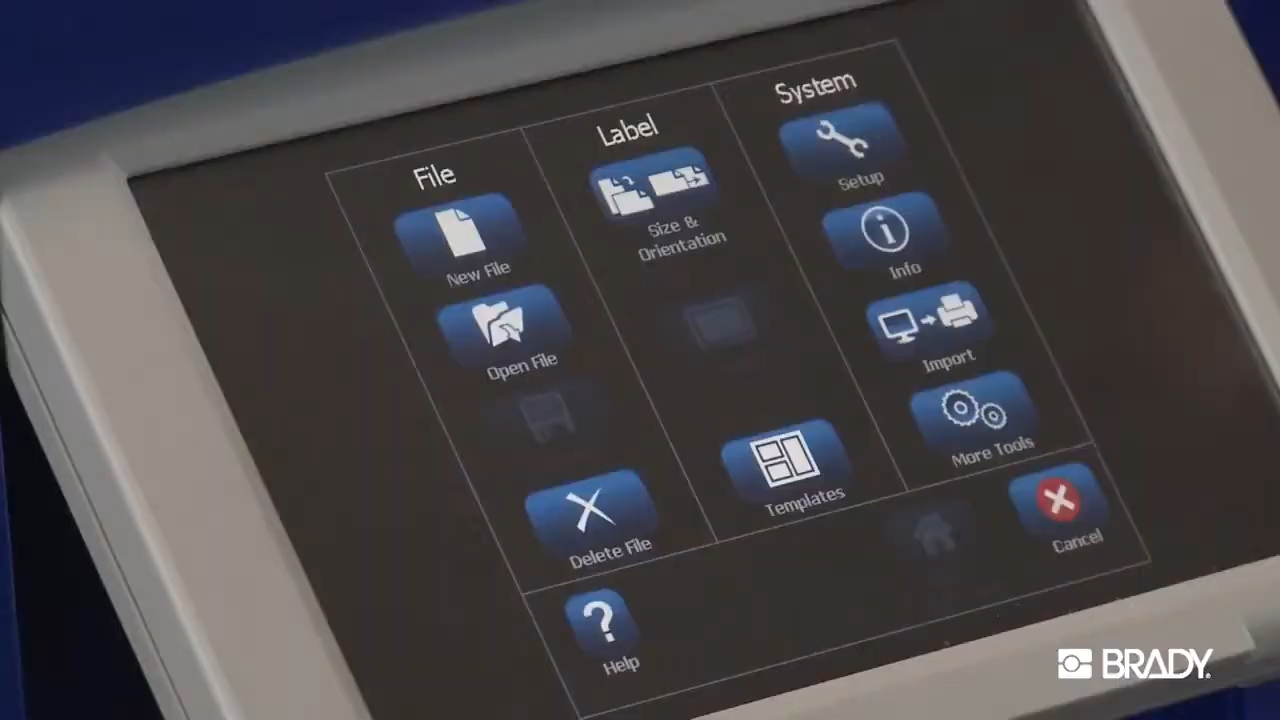 File
New File
Open File
Delete File
Label
Size &
Orientation
Templates
System
Setup
Info
Import
More Tools
Help
Cancel
BRADY